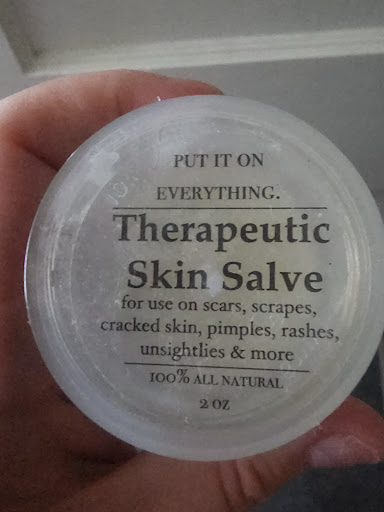 PUT IT ON
EVERYTHING.
Therapeutic
Skin Salve
for use on scars, scrapes,
cracked skin, pimples, rashes,
unsightlies & more
100% ALL NATURAL
2 OZ